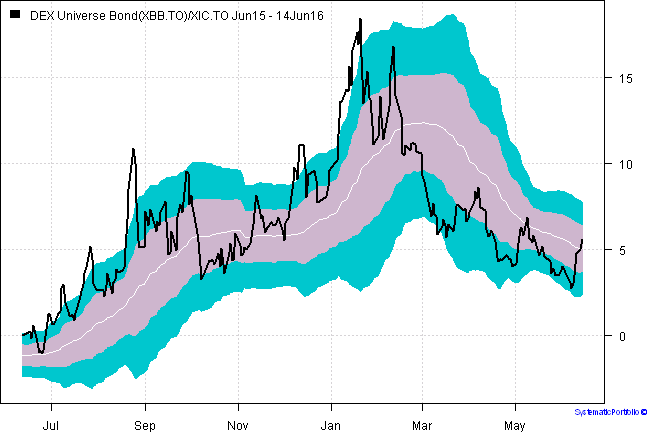 DEX Universe Bond(XBB.TO)/XIC.TO Jun15 - 14Jun16
15
10
5
0
Jul Sep Nov Jan Mar May
SystematicPortfolio ©